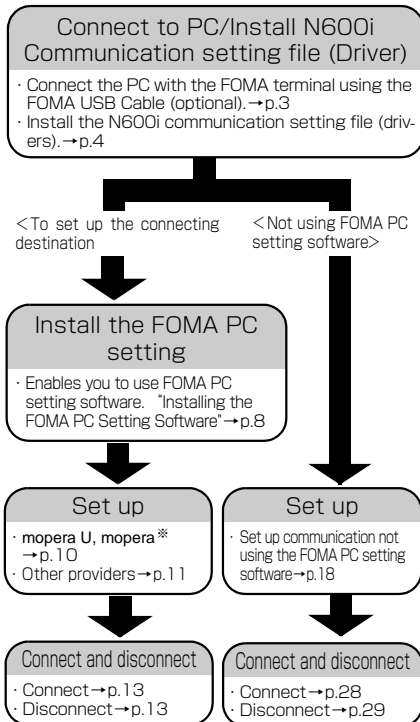 Connect to PC/Install N600i
Communication setting file (Driver)
· Connect the PC with the FOMA terminal using the
FOMA USB Cable (optional).→p.3
· Install the N600i communication setting file (driv-
ers).→p.4
<To set up the connecting
destination
<Not using FOMA PC
setting software>
Install the FOMA PC
setting
· Enables you to use FOMA PC
setting software. "Installing the
FOMA PC Setting Software"→p.8
Set up
· mopera U, mopera※
→p.10
· Other providers→p.11
Set up
· Set up communication not
using the FOMA PC setting
software→p.18
Connect and disconnect
· Connect→p.13
· Disconnect→p.13
Connect and disconnect
· Connect→p.28
· Disconnect→p.29